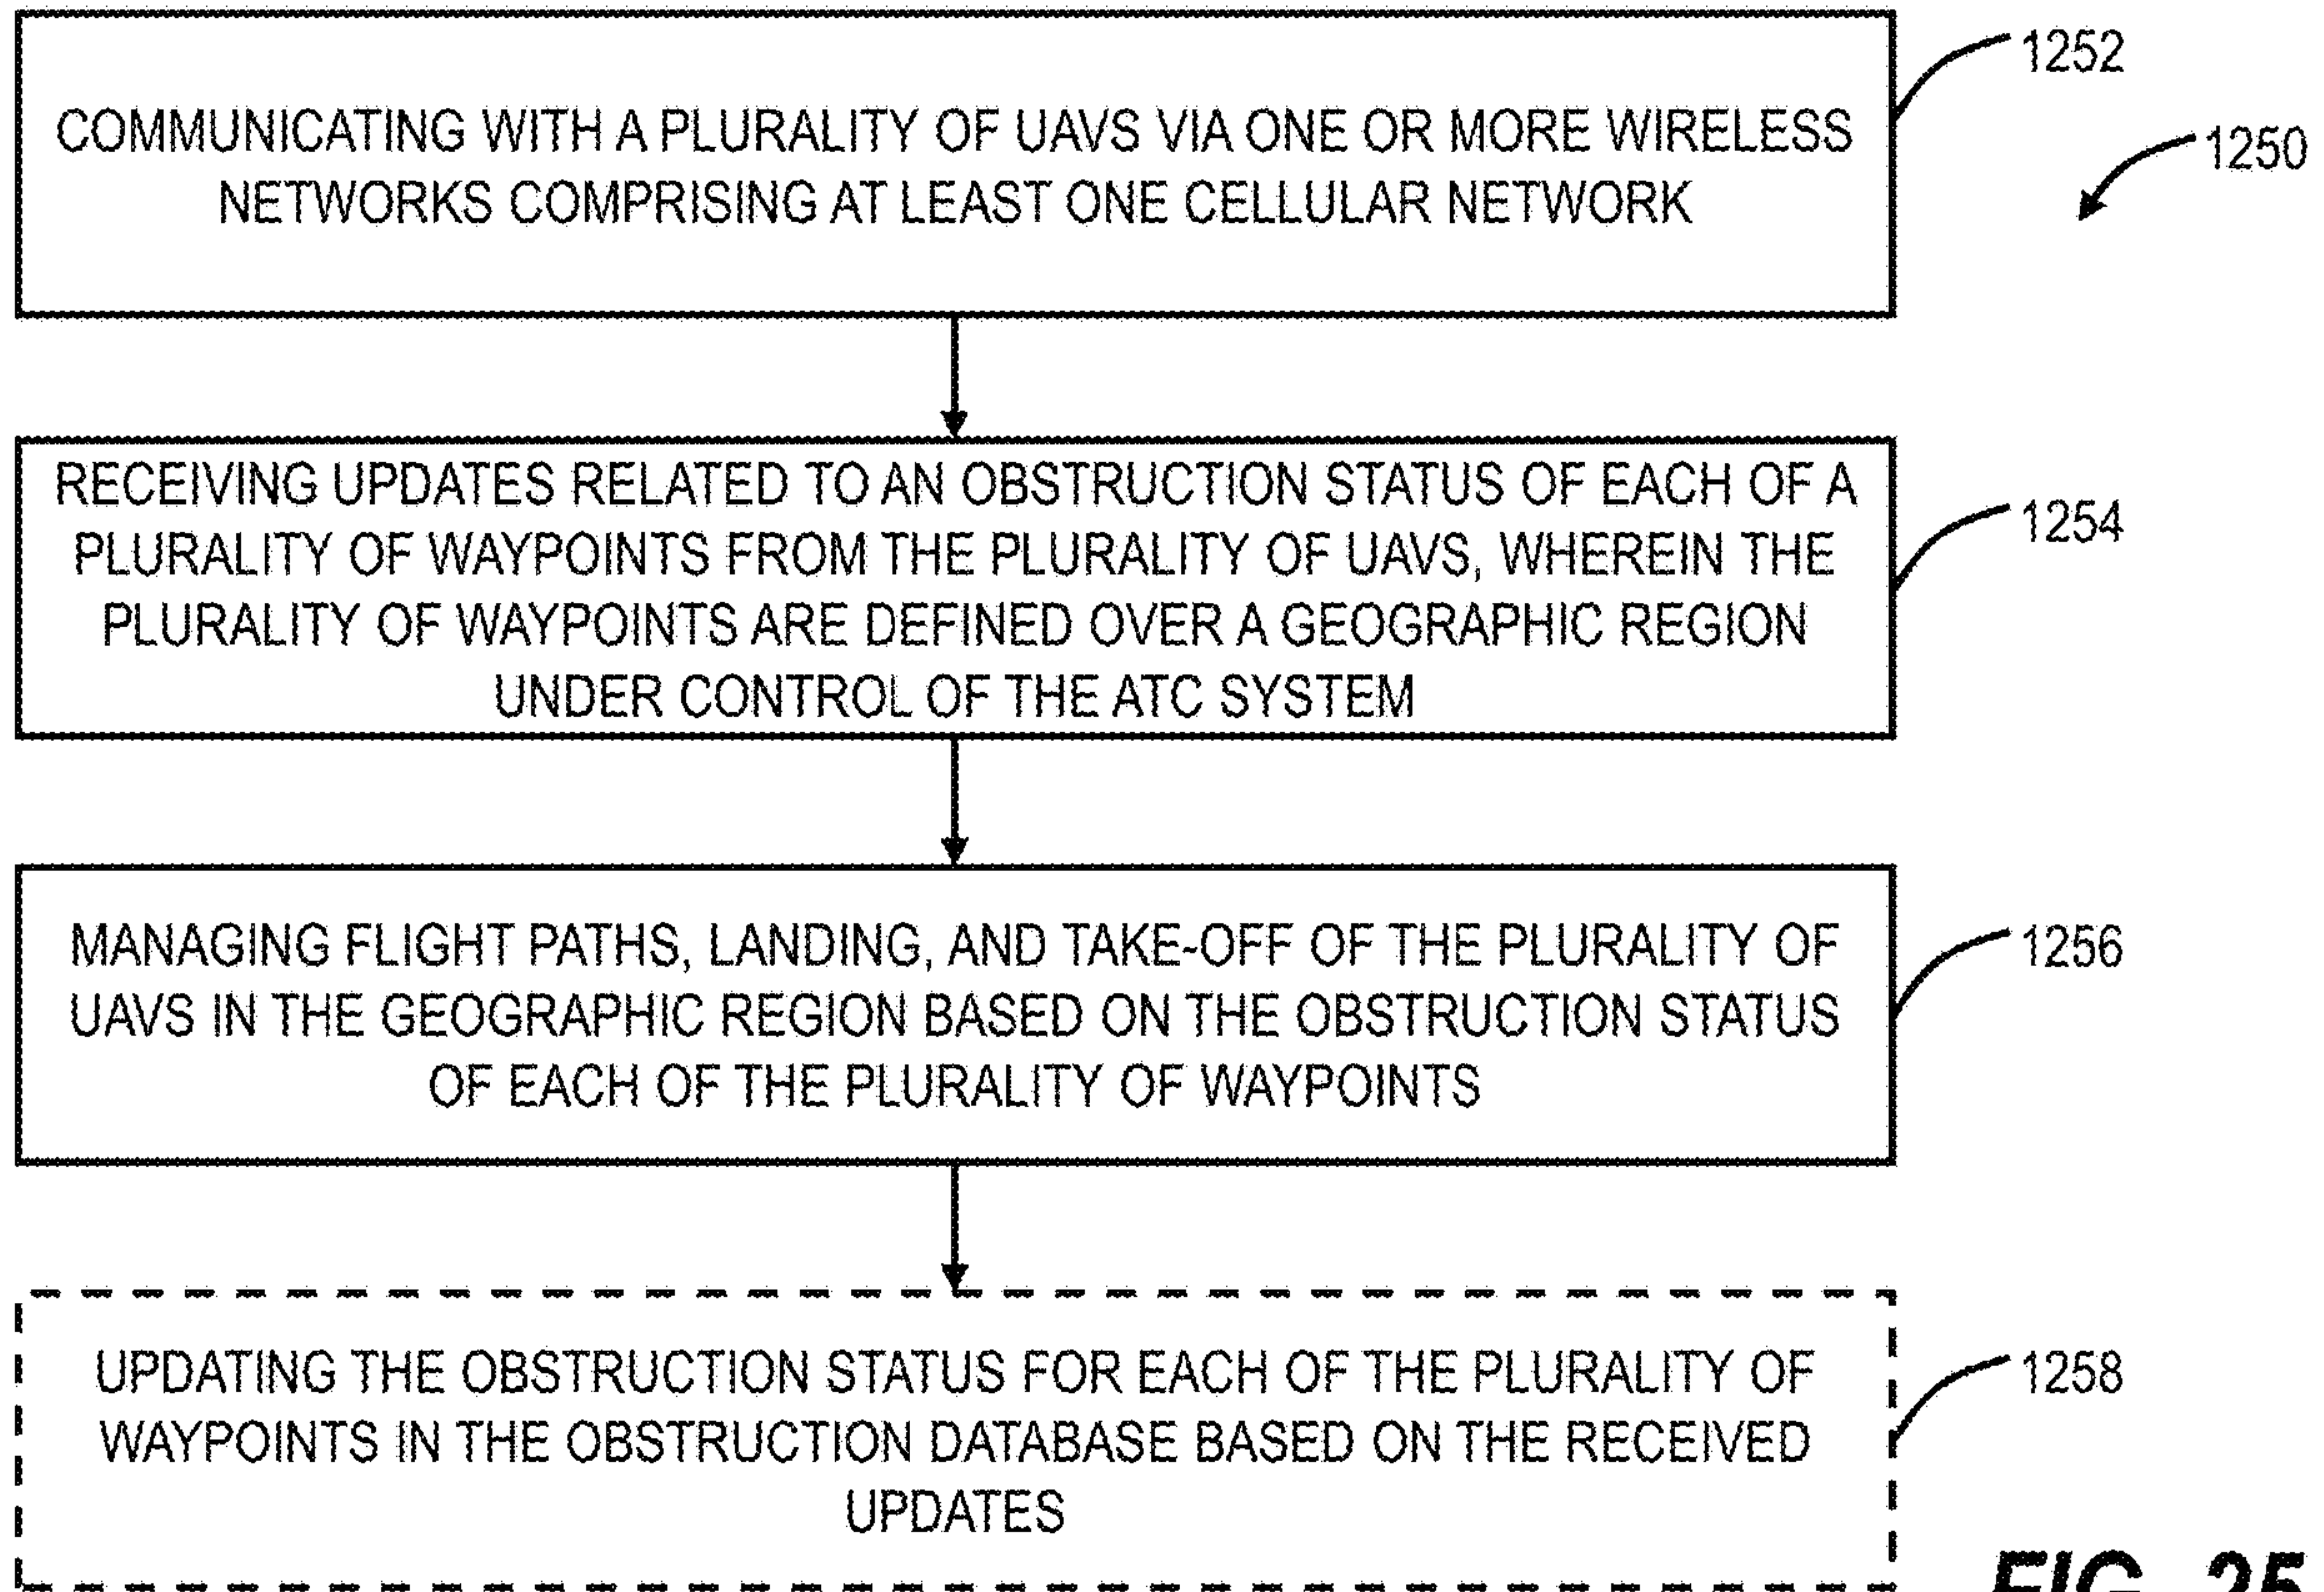 COMMUNICATING WITH A PLURALITY OF UAVS VIA ONE OR MORE WIRELESS
NETWORKS COMPRISING AT LEAST ONE CELLULAR NETWORK
1252
1250
RECEIVING UPDATES RELATED TO AN OBSTRUCTION STATUS OF EACH OF A
PLURALITY OF WAYPOINTS FROM THE PLURALITY OF UAVS, WHEREIN THE
PLURALITY OF WAYPOINTS ARE DEFINED OVER A GEOGRAPHIC REGION
UNDER CONTROL OF THE ATC SYSTEM
1254
MANAGING FLIGHT PATHS, LANDING, AND TAKE-OFF OF THE PLURALITY OF
UAVS IN THE GEOGRAPHIC REGION BASED ON THE OBSTRUCTION STATUS
OF EACH OF THE PLURALITY OF WAYPOINTS
1256
UPDATING THE OBSTRUCTION STATUS FOR EACH OF THE PLURALITY OF
WAYPOINTS IN THE OBSTRUCTION DATABASE BASED ON THE RECEIVED
UPDATES
1258
FIG. 25